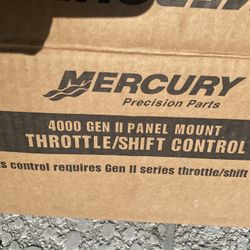 MERCURY
Precision Parts
4000 GEN II PANEL MOUNT
THROTTLE/SHIFT CONTROL
control requires Gen II series throttle/shift